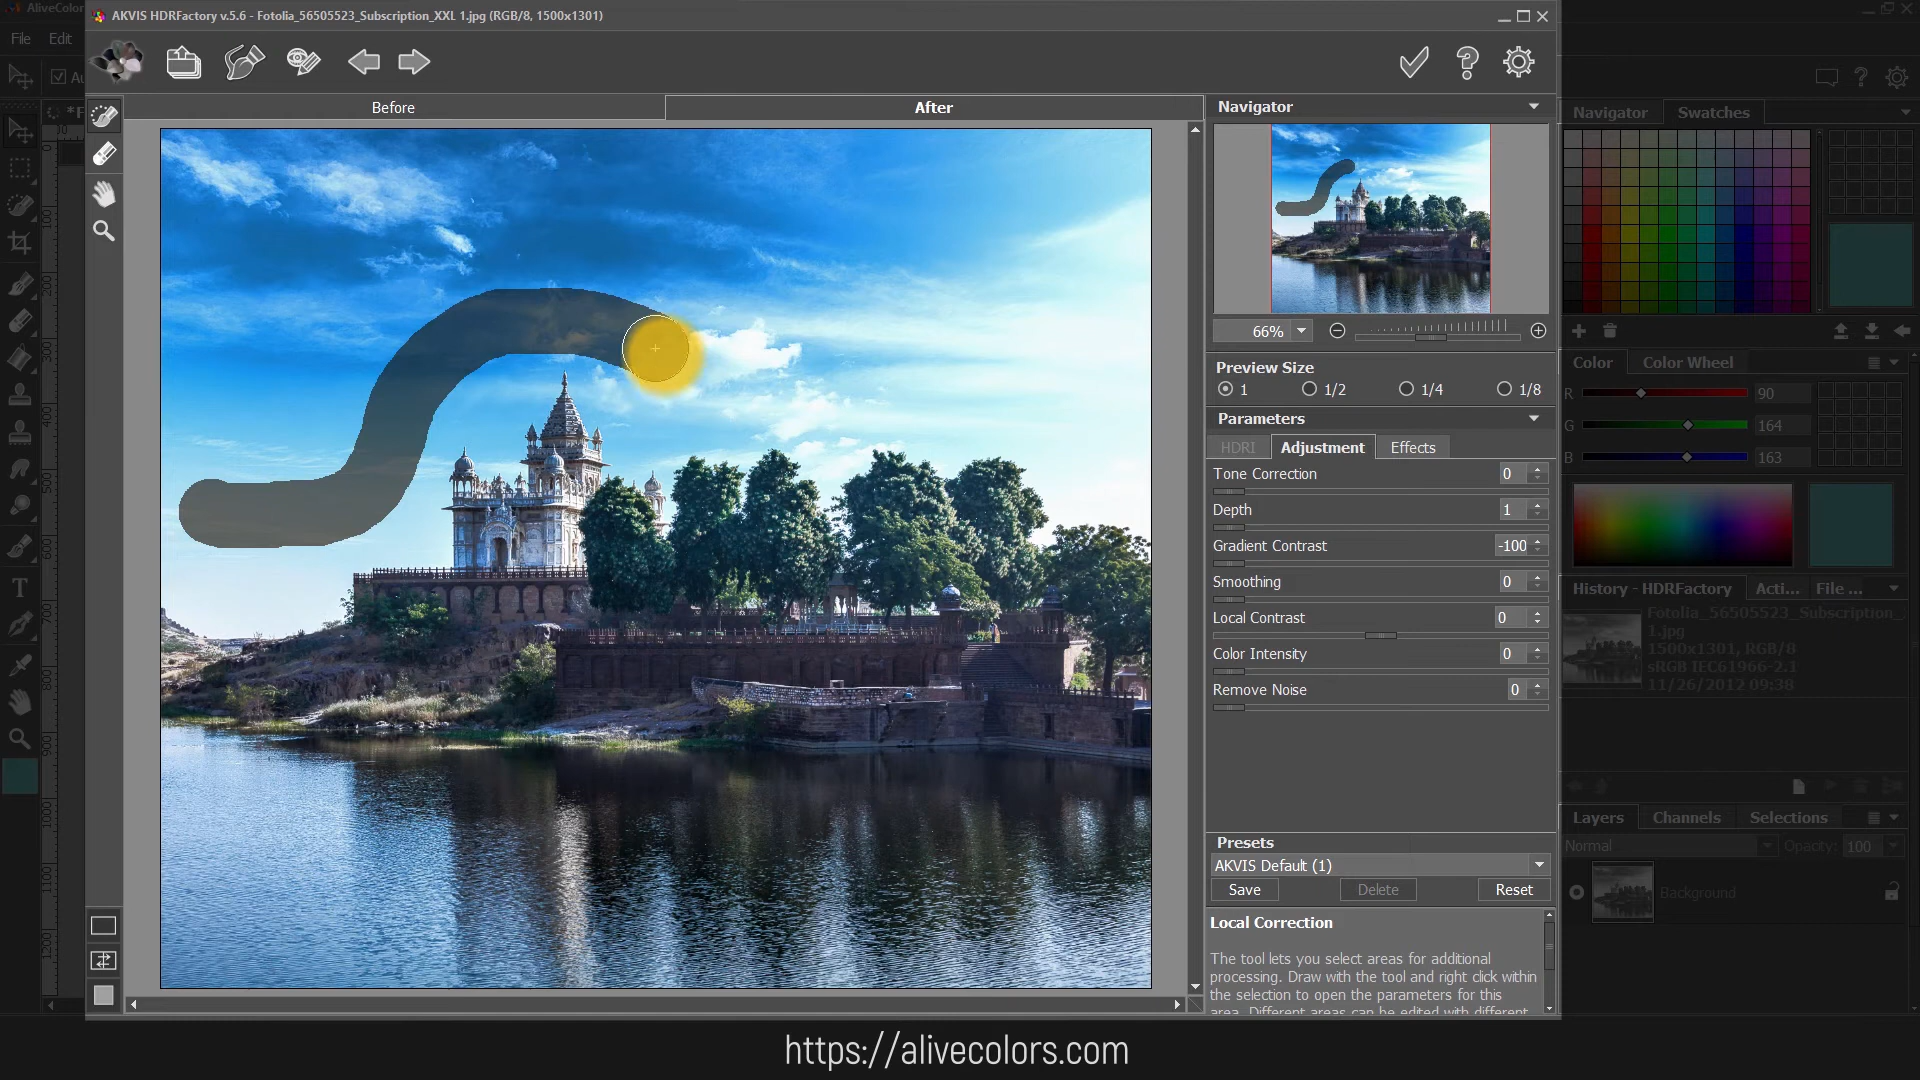 AliveColor
AKVIS HDRFactory v.5.6 - Fotolia_56505523_Subscription_XXL 1.jpg (RGB/8, 1500x1301)
File Edit
Before
After
Navigator
66%
Preview Size
1
1/2
1/4
1/8
Parameters
HDRI
Adjustment
Effects
Tone Correction 0
Depth 1
Gradient Contrast -100
Smoothing 0
Local Contrast 0
Color Intensity 0
Remove Noise 0
Presets
AKVIS Default (1)
Save
Delete
Reset
Local Correction
The tool lets you select areas for additional
processing. Draw with the tool and right click within
the selection to open the parameters for this
area. Different areas can be edited with different
Navigator Swatches
Color Color Wheel
R 90
G 164
B 163
History - HDRFactory Acti... File ...
Fotolia_56505523_Subscription_
1.jpg
1500x1301, RGB/8
sRGB IEC61966-2.1
11/26/2012 09:38
Layers Channels Selections
Normal Opacity: 100
Background
https://alivecolors.com